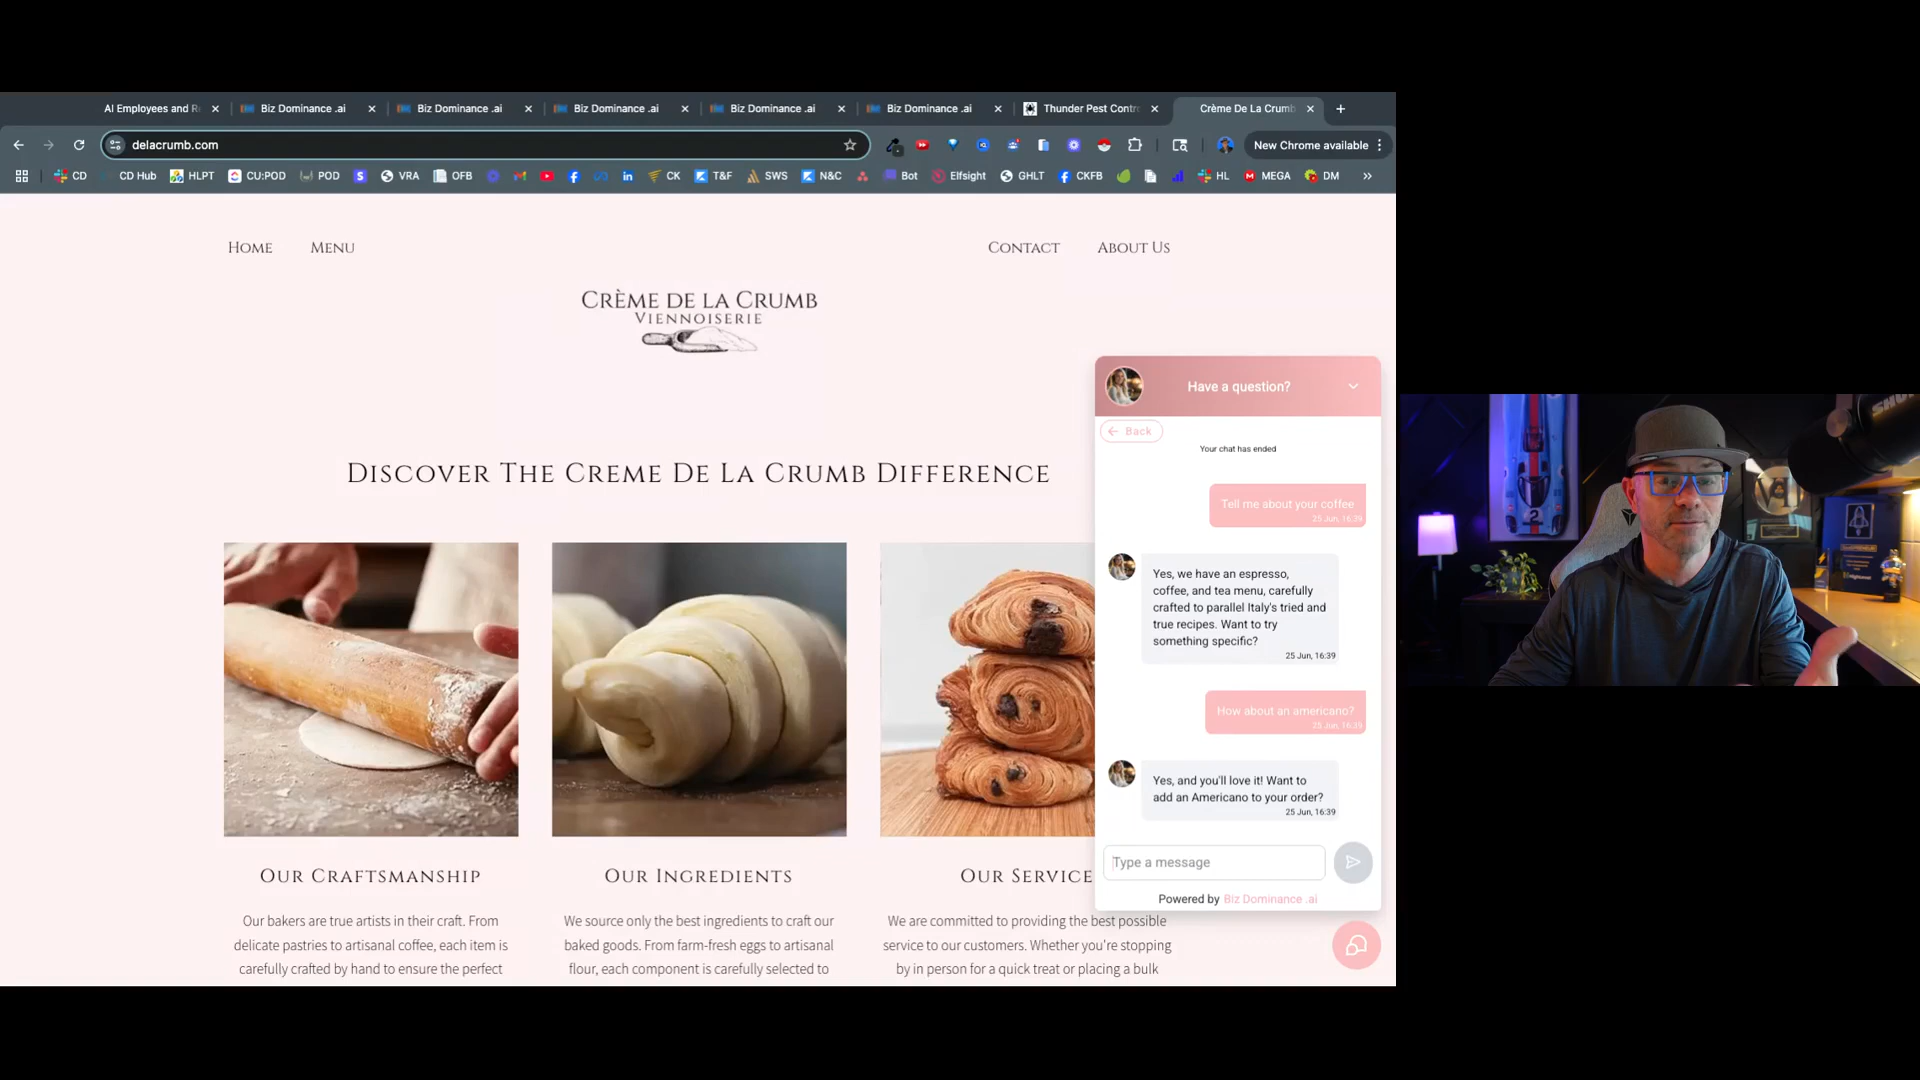 AI Employees and R
Biz Dominance .ai
Biz Dominance .ai
Biz Dominance .ai
Biz Dominance .ai
Biz Dominance .ai
Thunder Pest Contr
Crème De La Crumb
delacrumb.com
New Chrome available
CD
CD Hub
HLPT
CU:POD
POD
VRA
OFB
CK
T&F
SWS
N&C
Bot
Elfsight
GHLT
CKFB
HL
MEGA
DM
Home
Menu
Contact
About Us
Crème de la Crumb
Viennoiserie
Discover The Creme De La Crumb Difference
Our Craftsmanship
Our bakers are true artists in their craft. From
delicate pastries to artisanal coffee, each item is
carefully crafted by hand to ensure the perfect
Our Ingredients
We source only the best ingredients to craft our
baked goods. From farm-fresh eggs to artisanal
flour, each component is carefully selected to
Our Service
We are committed to providing the best possible
service to our customers. Whether you're stopping
by in person for a quick treat or placing a bulk
Have a question?
Back
Your chat has ended
Tell me about your coffee
25 Jun, 16:39
Yes, we have an espresso,
coffee, and tea menu, carefully
crafted to parallel Italy's tried and
true recipes. Want to try
something specific?
25 Jun, 16:39
How about an americano?
25 Jun, 16:39
Yes, and you'll love it! Want to
add an Americano to your order?
25 Jun, 16:39
Type a message
Powered by Biz Dominance .ai
SHU
2